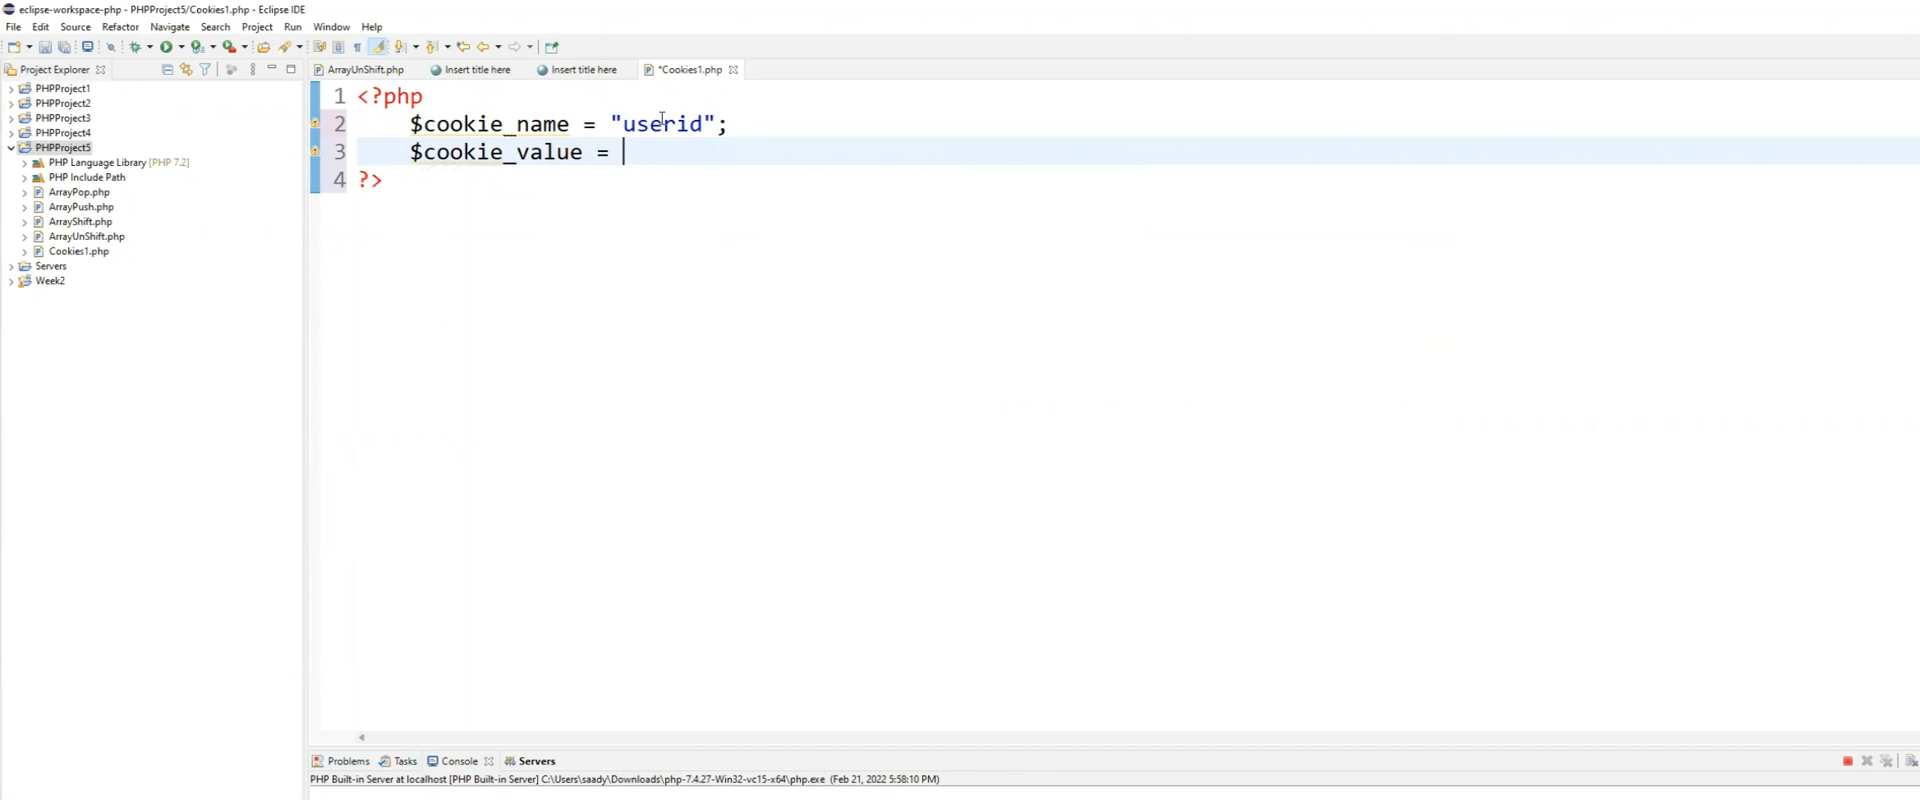 eclipse-workspace-php - PHPProject5/Cookies1.php - Eclipse IDE
File Edit Source Refactor Navigate Search Project Run Window Help
Project Explorer
ArrayUnShift.php Insert title here Insert title here *Cookies1.php
PHPProject1
PHPProject2
PHPProject3
PHPProject4
PHPProject5
PHP Language Library [PHP 7.2]
PHP Include Path
ArrayPop.php
ArrayPush.php
ArrayShift.php
ArrayUnShift.php
Cookies1.php
Servers
Week2
1 <?php
2 $cookie_name = "userid";
3 $cookie_value =
4 ?>
Problems Tasks Console Servers
PHP Built-in Server at localhost [PHP Built-in Server] C:\Users\saady\Downloads\php-7.4.27-Win32-vc15-x64\php.exe (Feb 21, 2022 5:58:10 PM)